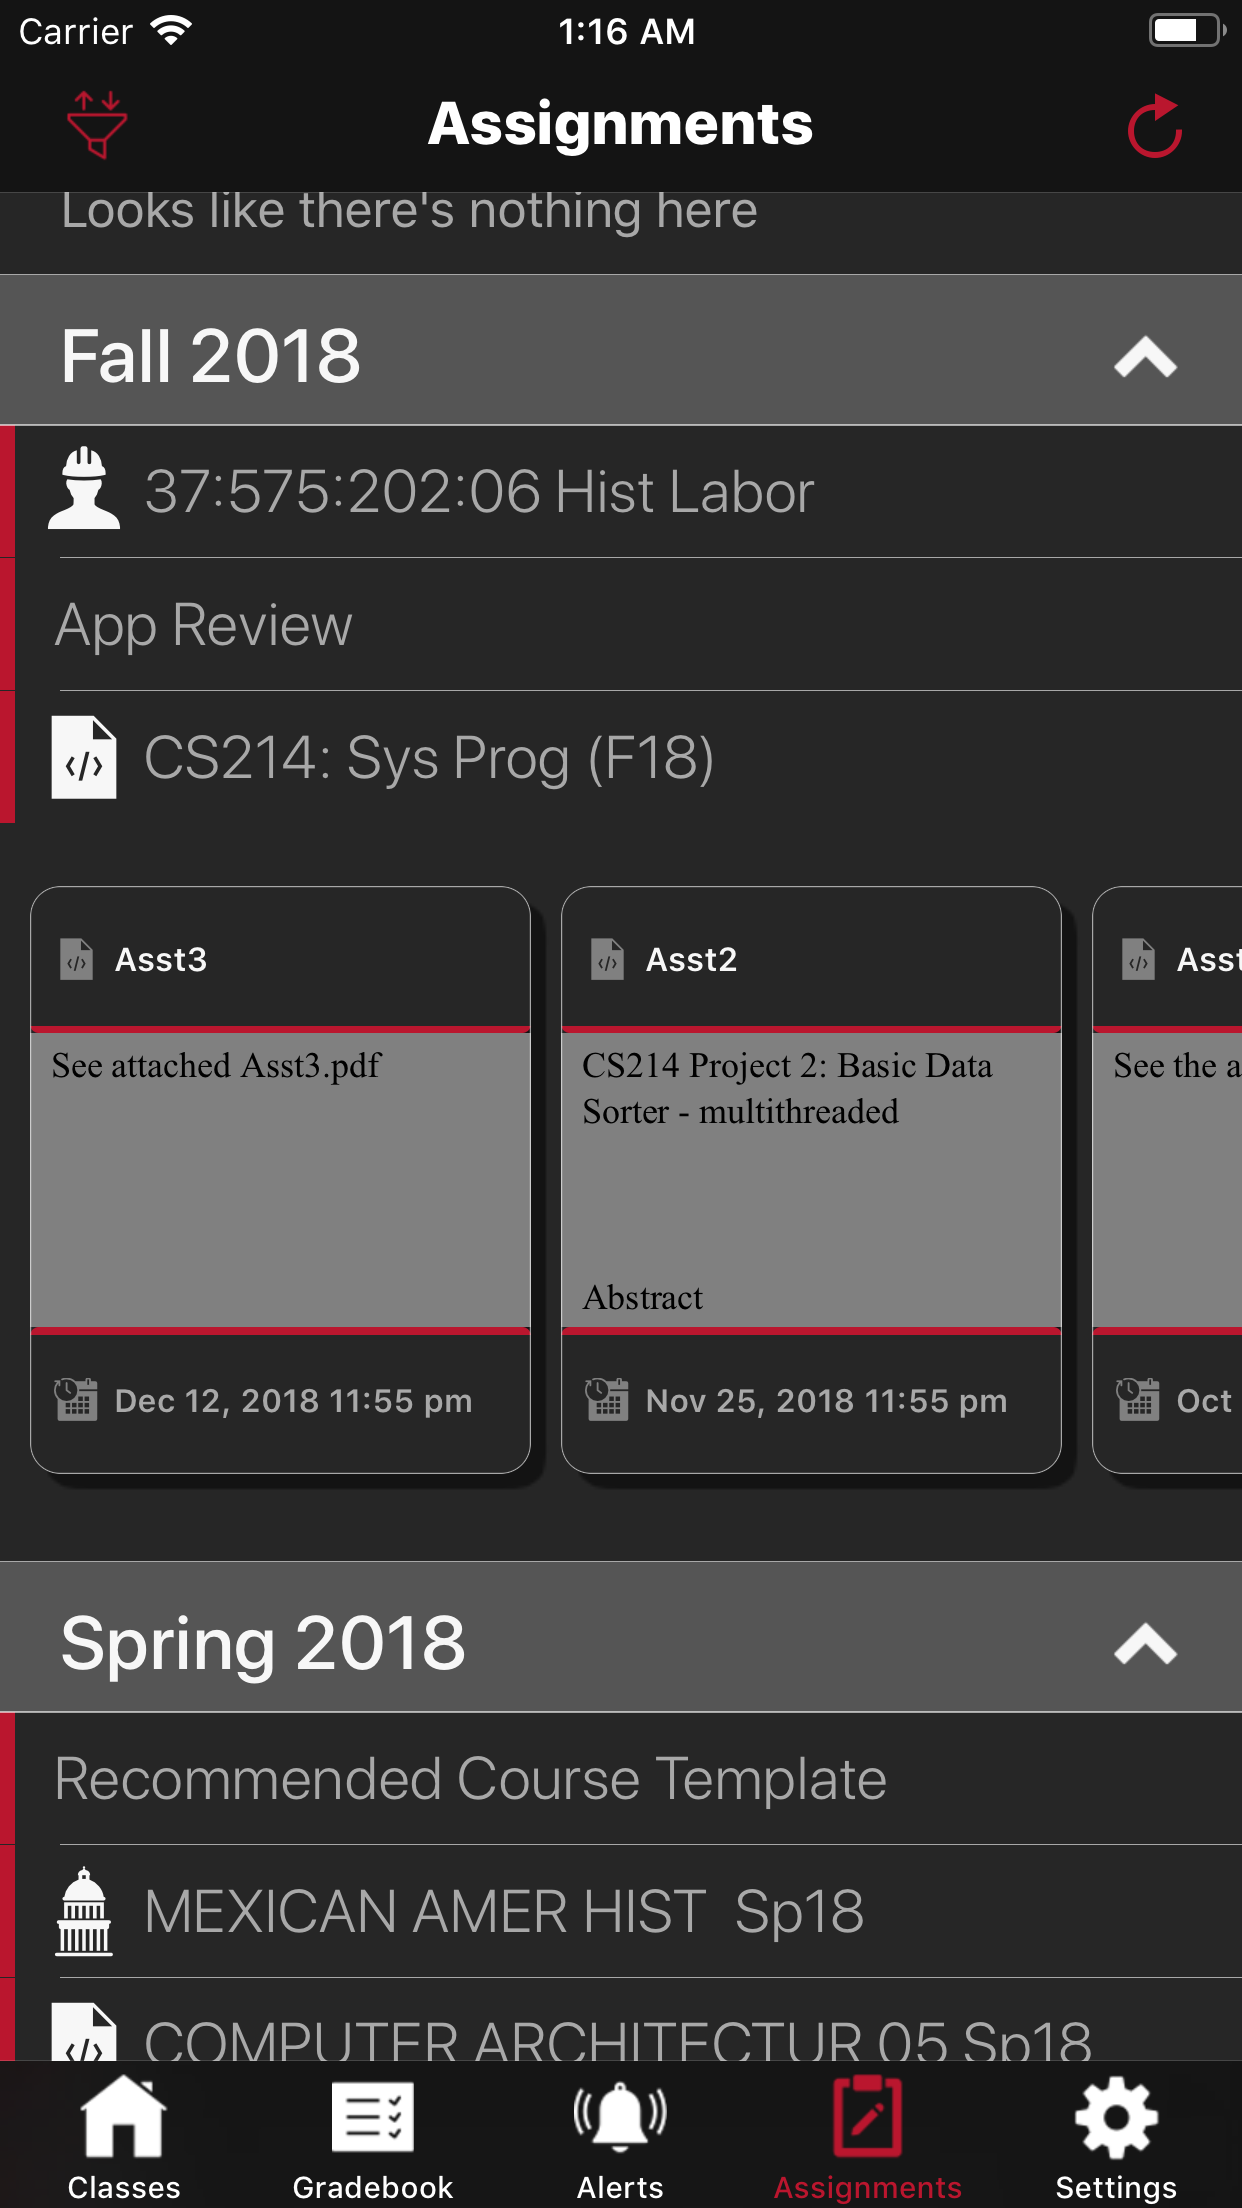 Carrier
1:16 AM
Assignments
Looks like there's nothing here
Fall 2018
37:575:202:06 Hist Labor
App Review
CS214: Sys Prog (F18)
Asst3
See attached Asst3.pdf
Dec 12, 2018 11:55 pm
Asst2
CS214 Project 2: Basic Data
Sorter - multithreaded
Abstract
Nov 25, 2018 11:55 pm
Asst
See the a
Oct
Spring 2018
Recommended Course Template
MEXICAN AMER HIST  Sp18
COMPUTER ARCHITECTUR 05 Sp18
Classes
Gradebook
Alerts
Assignments
Settings